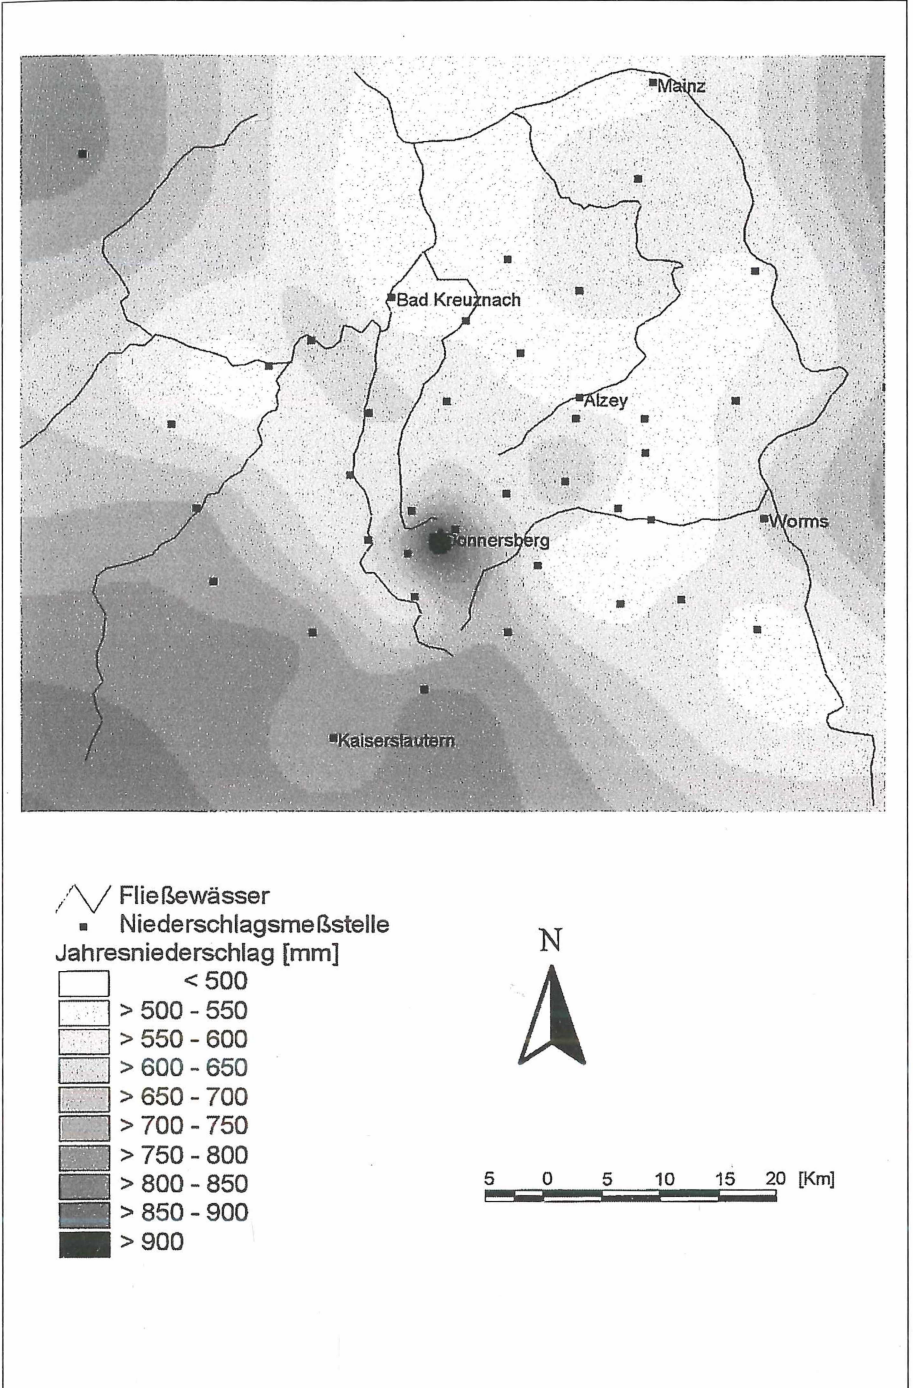 Mainz
Bad Kreuznach
Alzey
Worms
Donnersberg
Kaiserslautern
Fließewässer
Niederschlagsmeßstelle
Jahresniederschlag [mm]
< 500
> 500 - 550
> 550 - 600
> 600 - 650
> 650 - 700
> 700 - 750
> 750 - 800
> 800 - 850
> 850 - 900
> 900
N
5 0 5 10 15 20 [Km]